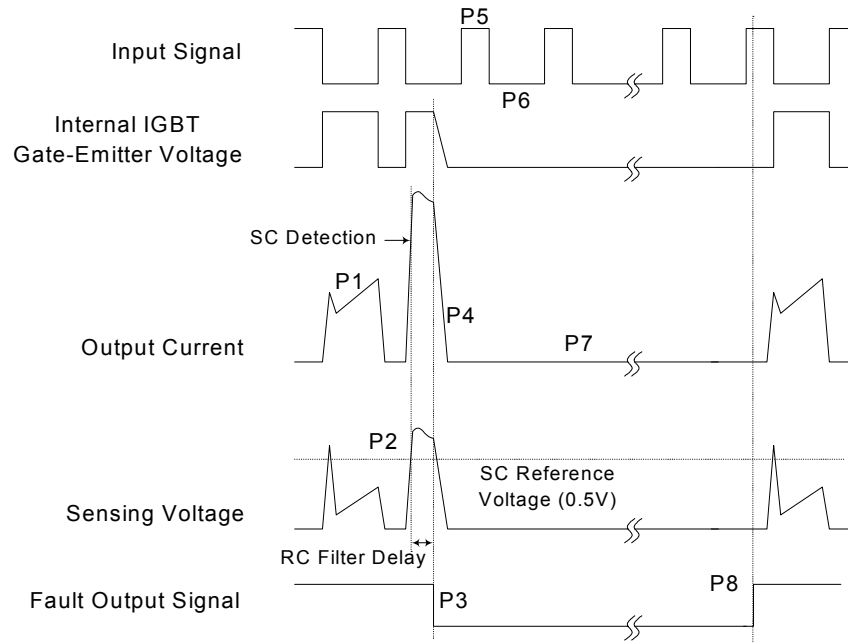 P5
Input Signal
P6
Internal IGBT
Gate-Emitter Voltage
SC Detection
P1
P4
Output Current
P7
P2
SC Reference
Voltage (0.5V)
Sensing Voltage
RC Filter Delay
P8
Fault Output Signal
P3